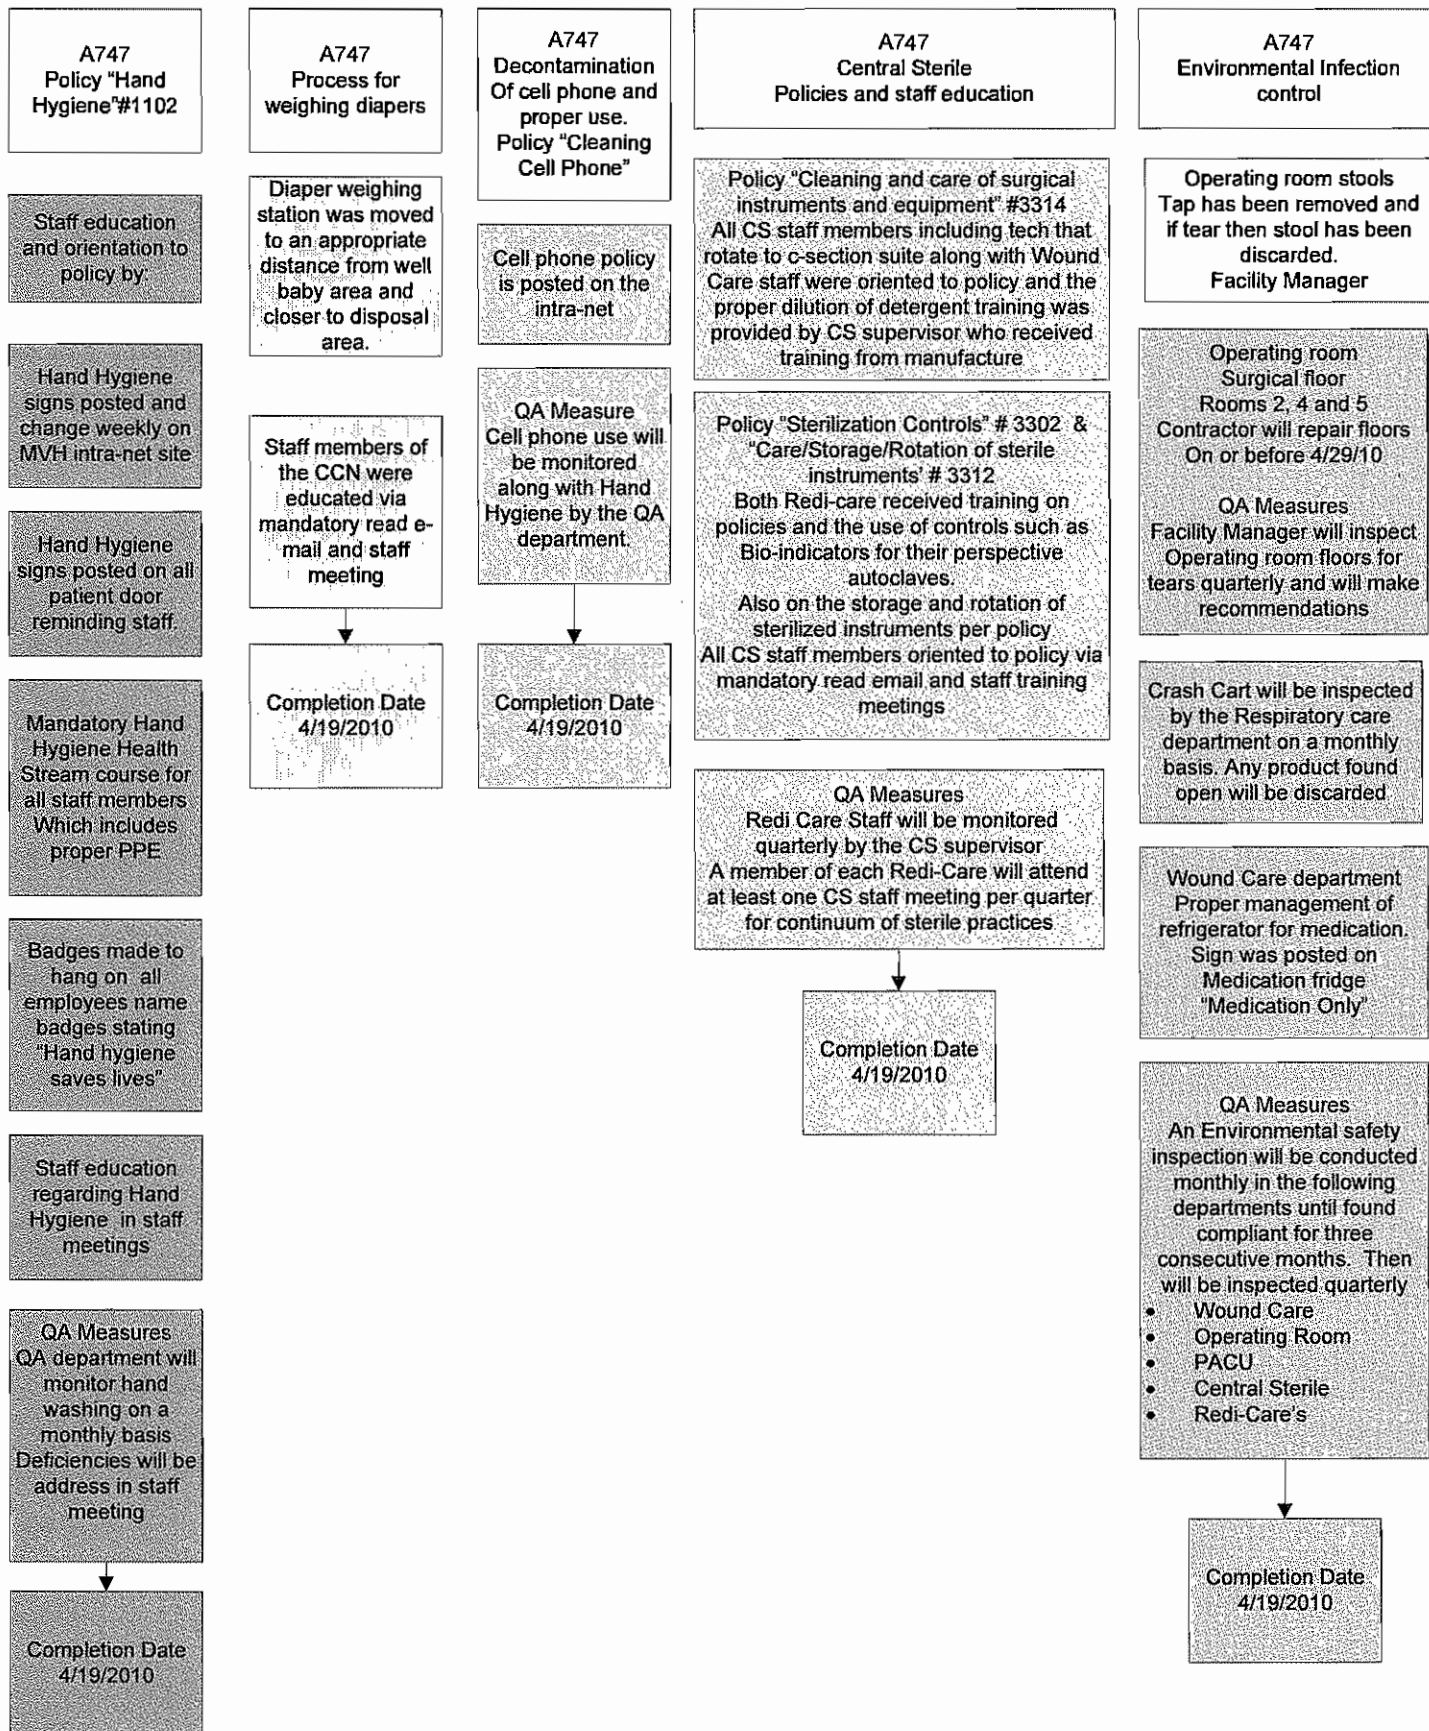 A747
Policy “Hand
Hygiene”#1102
Staff education
and orientation to
policy by:
Hand Hygiene
signs posted and
change weekly on
MVH intra-net site
Hand Hygiene
signs posted on all
patient door
reminding staff.
Mandatory Hand
Hygiene Health
Stream course for
all staff members
Which includes
proper PPE
Badges made to
hang on all
employees name
badges stating
“Hand hygiene
saves lives”
Staff education
regarding Hand
Hygiene in staff
meetings
QA Measures
QA department will
monitor hand
washing on a
monthly basis
Deficiencies will be
address in staff
meeting
Completion Date
4/19/2010
A747
Process for
weighing diapers
Diaper weighing
station was moved
to an appropriate
distance from well
baby area and
closer to disposal
area.
Staff members of
the CCN were
educated via
mandatory read e-
mail and staff
meeting
Completion Date
4/19/2010
A747
Decontamination
Of cell phone and
proper use.
Policy “Cleaning
Cell Phone”
Cell phone policy
is posted on the
intra-net
QA Measure
Cell phone use will
be monitored
along with Hand
Hygiene by the QA
department.
Completion Date
4/19/2010
A747
Central Sterile
Policies and staff education
Policy “Cleaning and care of surgical
instruments and equipment” #3314
All CS staff members including tech that
rotate to c-section suite along with Wound
Care staff were oriented to policy and the
proper dilution of detergent training was
provided by CS supervisor who received
training from manufacture
Policy “Sterilization Controls” # 3302 &
“Care/Storage/Rotation of sterile
instruments’ # 3312
Both Redi-care received training on
policies and the use of controls such as
Bio-indicators for their perspective
autoclaves.
Also on the storage and rotation of
sterilized instruments per policy
All CS staff members oriented to policy via
mandatory read email and staff training
meetings
QA Measures
Redi Care Staff will be monitored
quarterly by the CS supervisor
A member of each Redi-Care will attend
at least one CS staff meeting per quarter
for continuum of sterile practices
Completion Date
4/19/2010
A747
Environmental Infection
control
Operating room stools
Tap has been removed and
if tear then stool has been
discarded.
Facility Manager
Operating room
Surgical floor
Rooms 2, 4 and 5
Contractor will repair floors
On or before 4/29/10
QA Measures
Facility Manager will inspect
Operating room floors for
tears quarterly and will make
recommendations
Crash Cart will be inspected
by the Respiratory care
department on a monthly
basis. Any product found
open will be discarded
Wound Care department
Proper management of
refrigerator for medication.
Sign was posted on
Medication fridge
“Medication Only”
QA Measures
An Environmental safety
inspection will be conducted
monthly in the following
departments until found
compliant for three
consecutive months. Then
will be inspected quarterly
• Wound Care
• Operating Room
• PACU
• Central Sterile
• Redi-Care's
Completion Date
4/19/2010